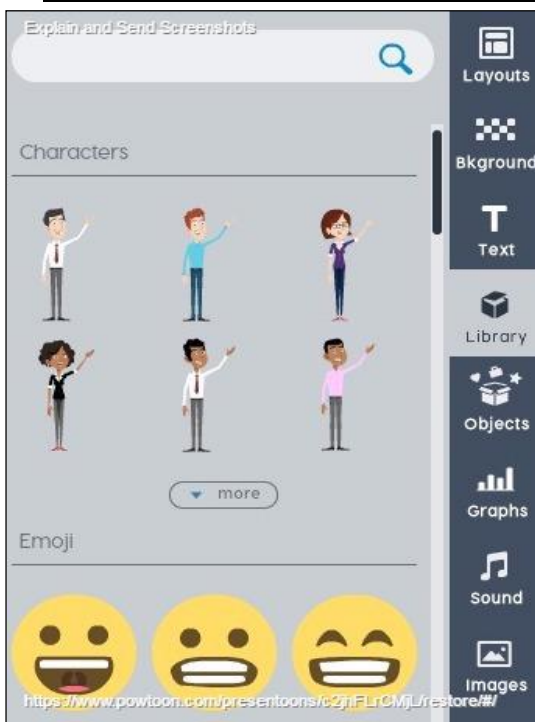 Explain and Send Screenshots
Layouts
Bkground
Text
Library
Objects
Graphs
Sound
Images
Characters
more
Emoji
https://www.powtoon.com/presentoons/c2jhFLrCMjL/restore/#/